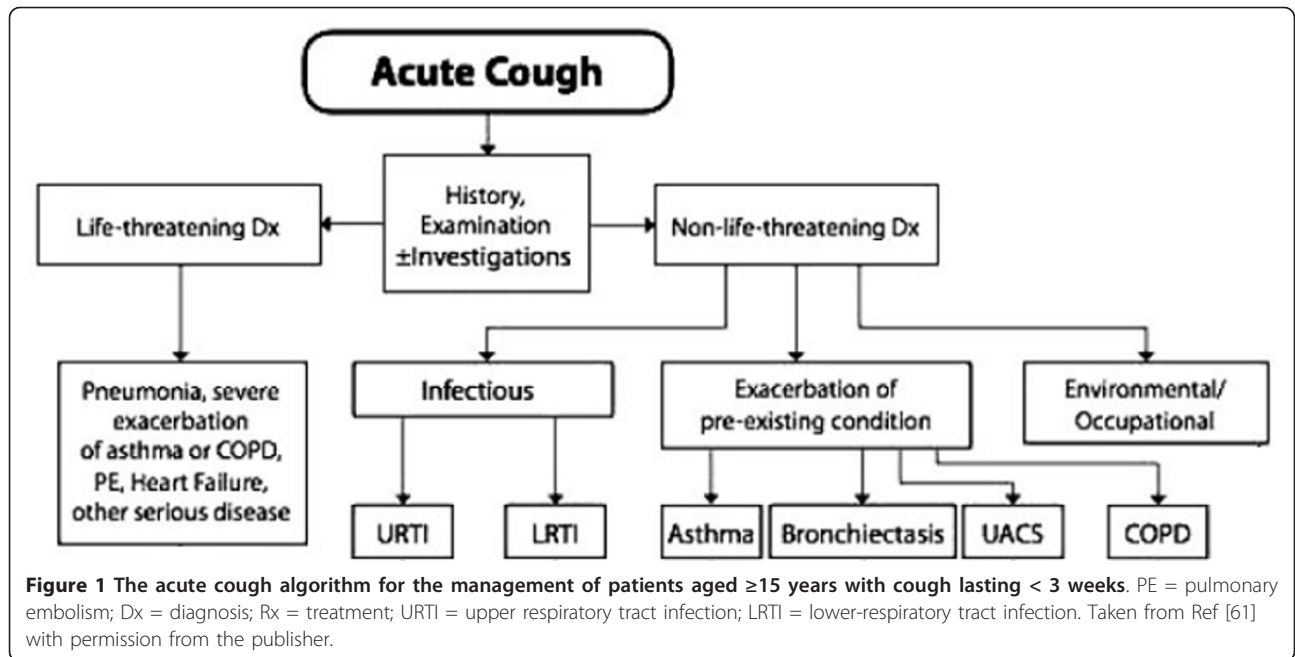 Acute Cough
History,
Examination
±Investigations
Life-threatening Dx
Non-life-threatening Dx
Pneumonia, severe
exacerbation
of asthma or COPD,
PE, Heart Failure,
other serious disease
Infectious
Exacerbation of
pre-existing condition
Environmental/
Occupational
URTI
LRTI
Asthma
Bronchiectasis
UACS
COPD
Figure 1 The acute cough algorithm for the management of patients aged ≥15 years with cough lasting < 3 weeks. PE = pulmonary
embolism; Dx = diagnosis; Rx = treatment; URTI = upper respiratory tract infection; LRTI = lower-respiratory tract infection. Taken from Ref [61]
with permission from the publisher.